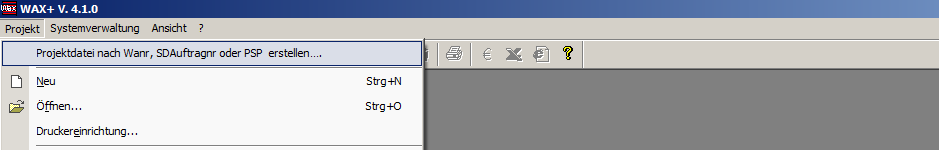 WAX+ V. 4.1.0
Projekt Systemverwaltung Ansicht ?
Projektdatei nach Wanr, SDAuftragnr oder PSP erstellen....
Neu Strg+N
Öffnen... Strg+O
Druckereinrichtung...